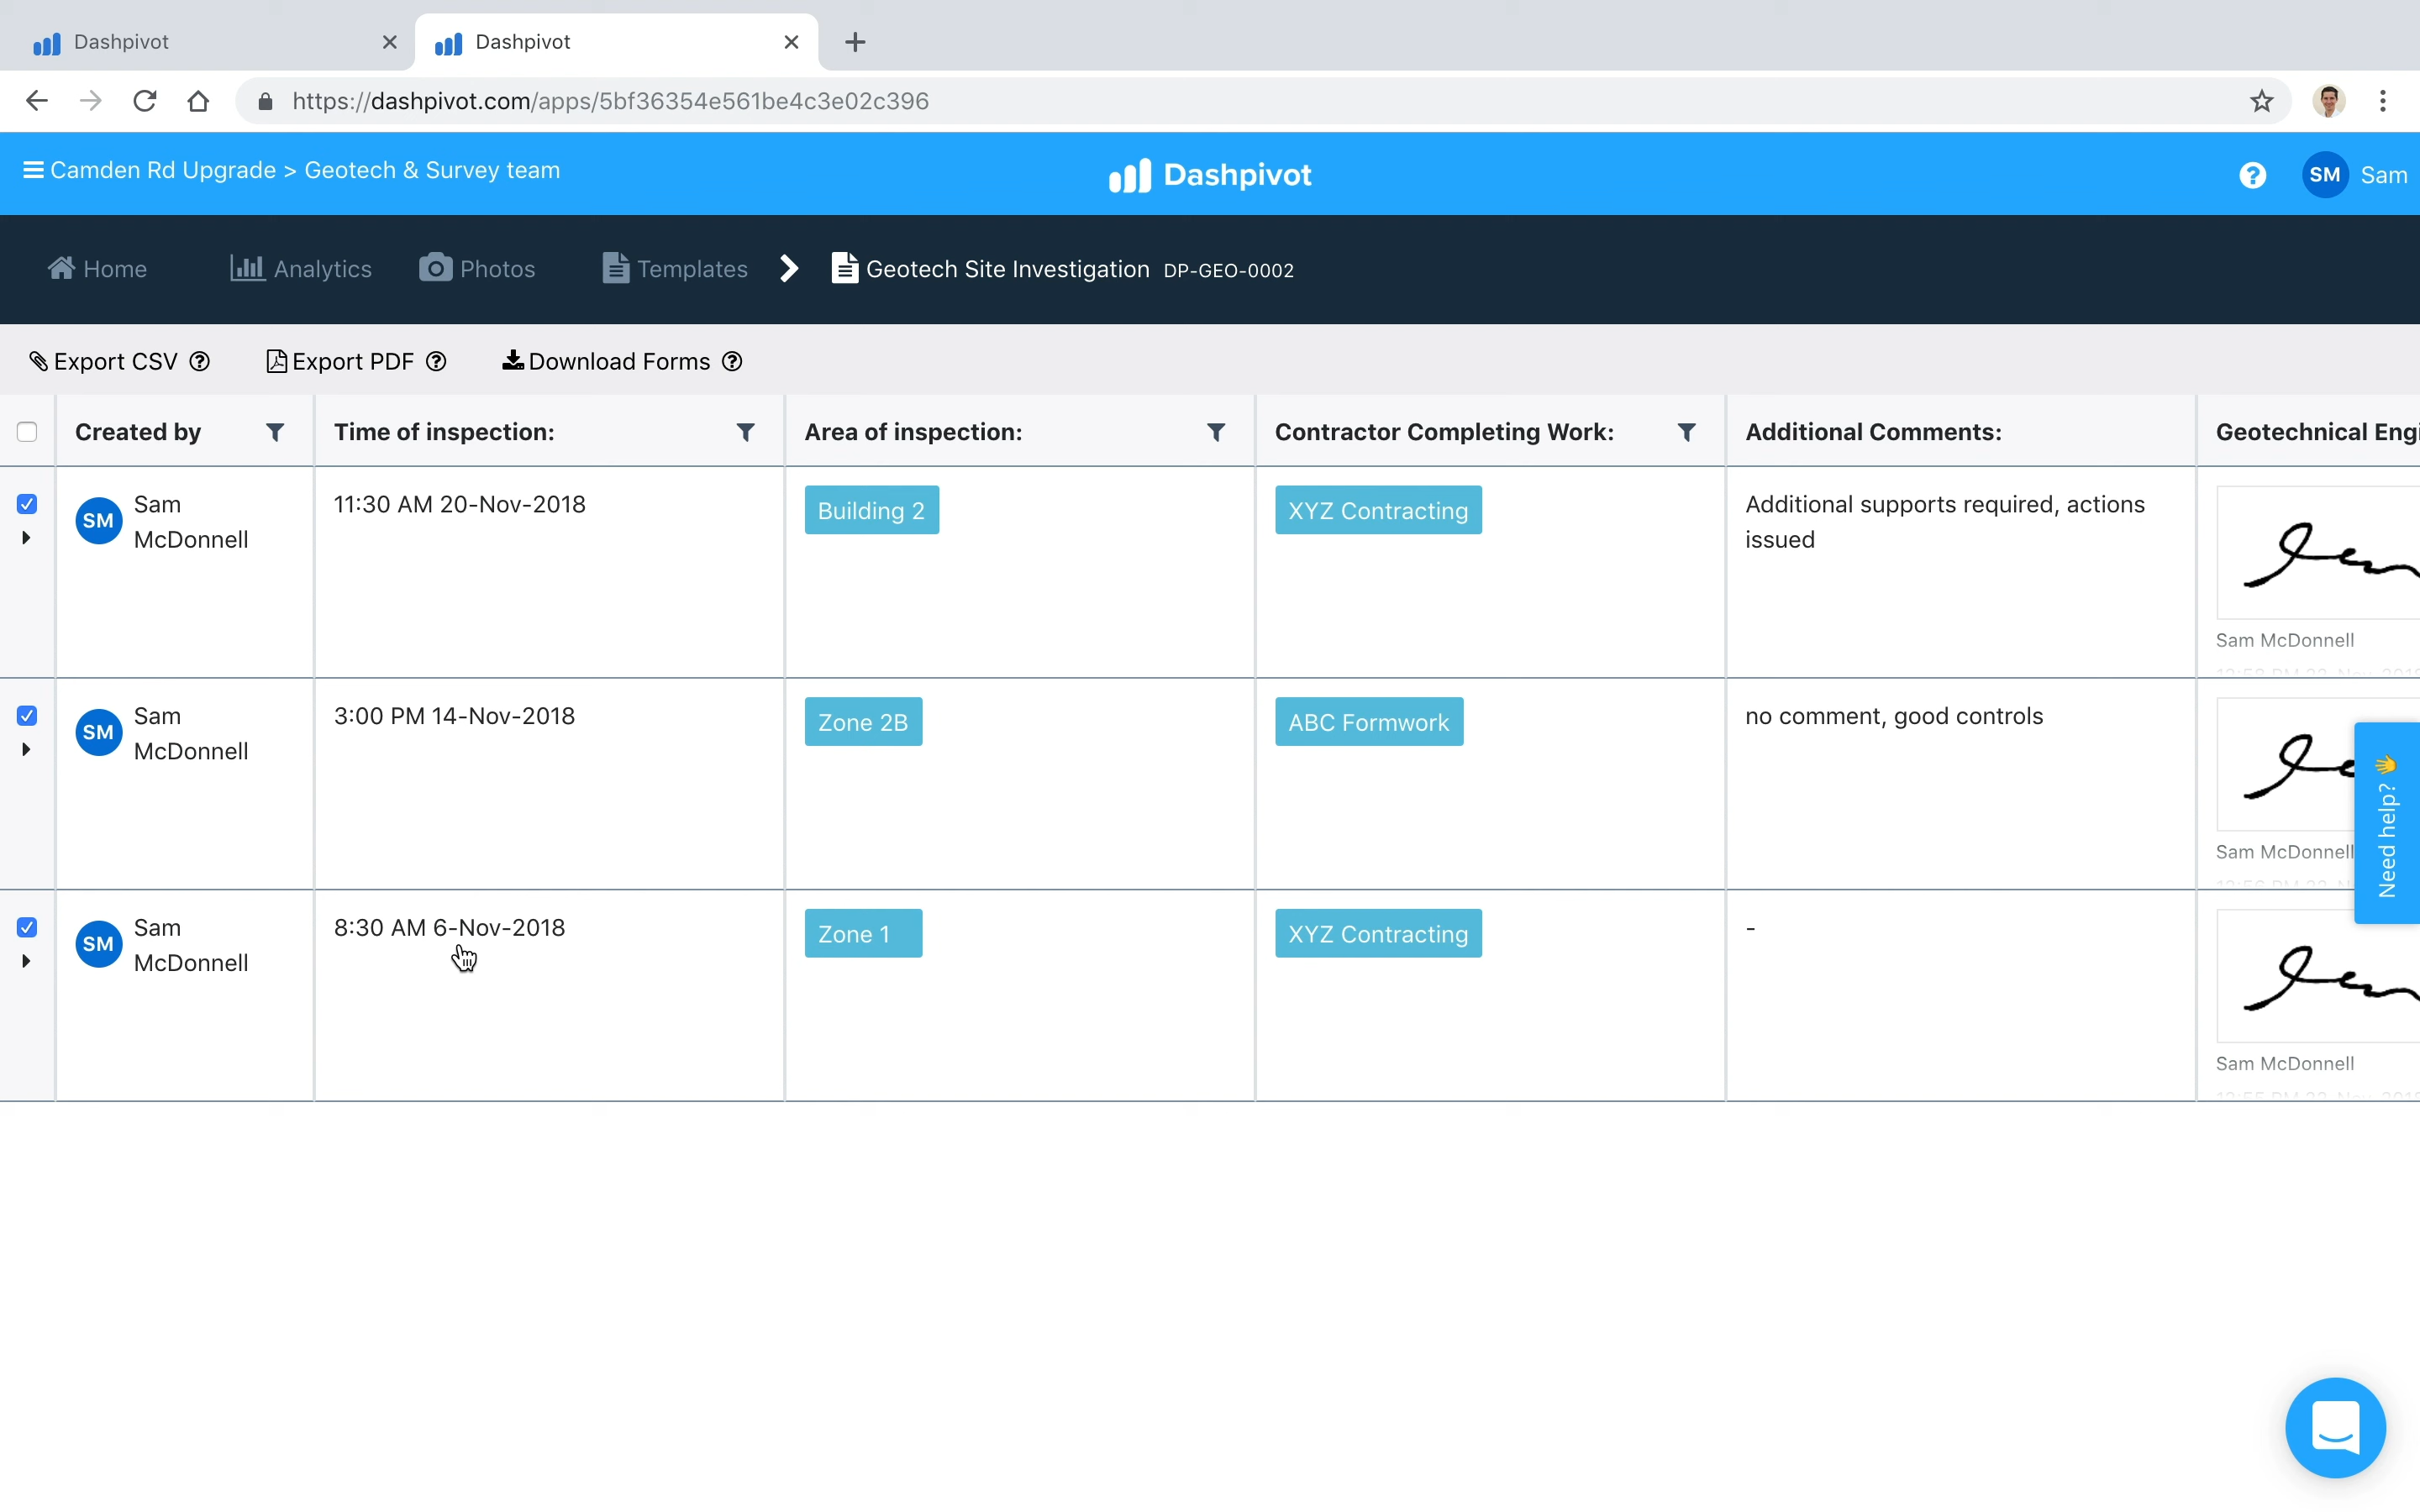 Dashpivot
Dashpivot
https://dashpivot.com/apps/5bf36354e561be4c3e02c396
Camden Rd Upgrade > Geotech & Survey team
Dashpivot
? SM Sam
Home Analytics Photos Templates Geotech Site Investigation DP-GEO-0002
Export CSV ? Export PDF ? Download Forms ?
Created by Time of inspection: Area of inspection: Contractor Completing Work: Additional Comments: Geotechnical Engi
SM Sam McDonnell 11:30 AM 20-Nov-2018 Building 2 XYZ Contracting Additional supports required, actions
issued
Sam McDonnell
SM Sam McDonnell 3:00 PM 14-Nov-2018 Zone 2B ABC Formwork no comment, good controls
Sam McDonnell
Need help? 👋
SM Sam McDonnell 8:30 AM 6-Nov-2018 Zone 1 XYZ Contracting -
Sam McDonnell